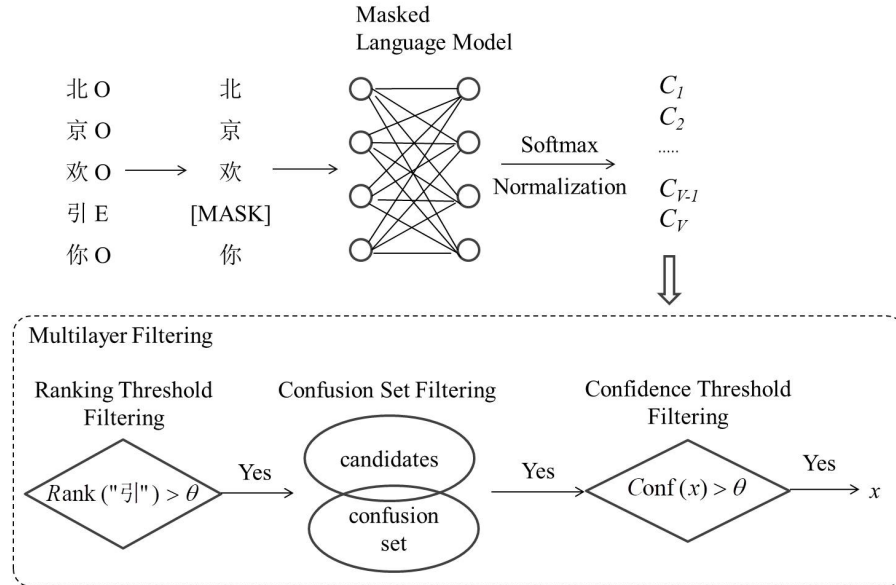 Masked
Language Model
北 O
京 O
欢 O
引 E
你 O
北
京
欢
[MASK]
你
Softmax
Normalization
C1
C2
.....
CV-1
CV
Multilayer Filtering
Ranking Threshold
Filtering
Rank ("引") > θ
Yes
Confusion Set Filtering
candidates
confusion
set
Yes
Confidence Threshold
Filtering
Conf (x) > θ
Yes
x